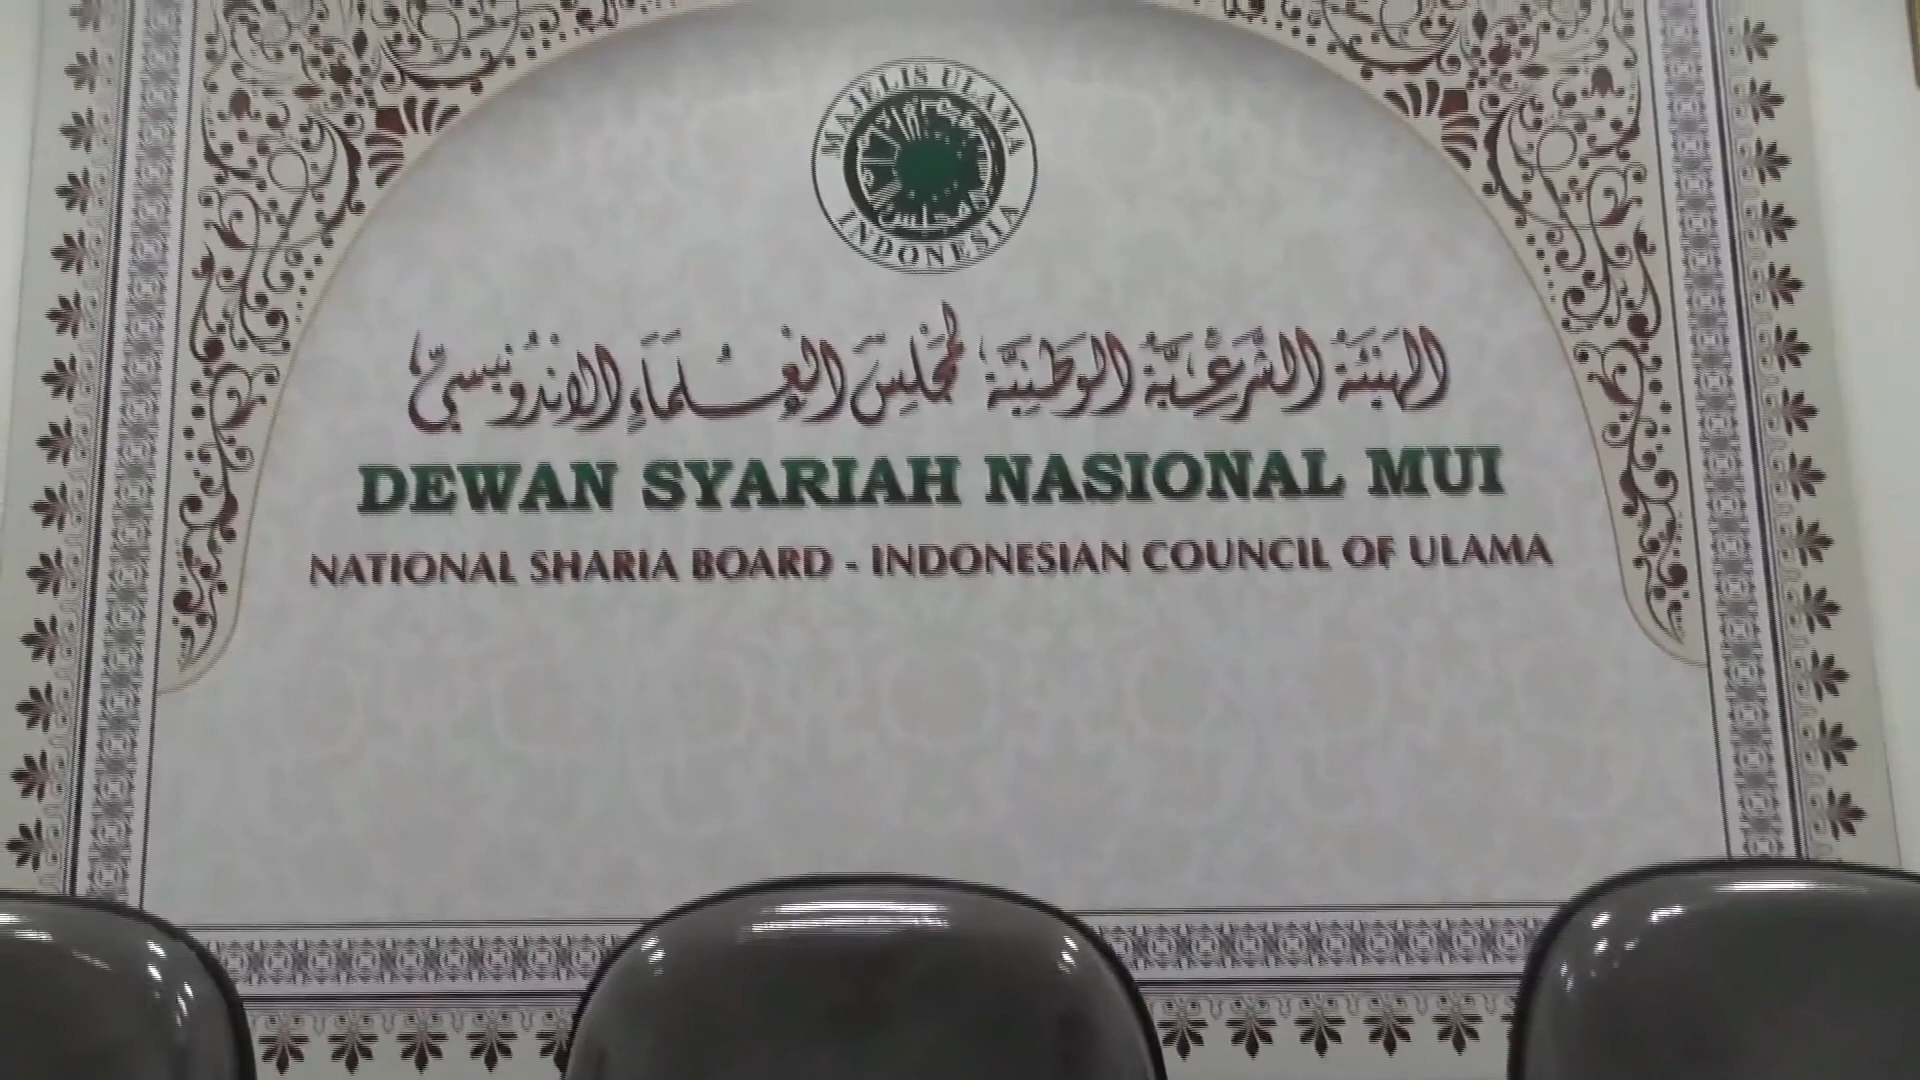 MAJELIS ULAMA
INDONESIA
الهيئة الشرعية الوطنية لمجلس العلماء الاندونيسي
DEWAN SYARIAH NASIONAL MUI
NATIONAL SHARIA BOARD - INDONESIAN COUNCIL OF ULAMA